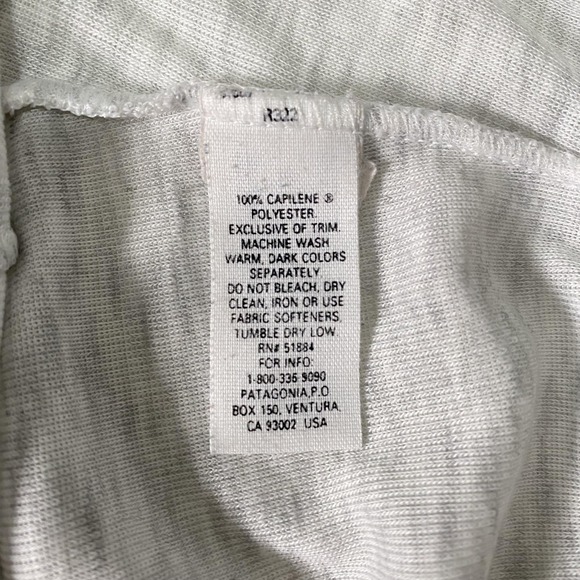 R322
100% CAPILENE ®
POLYESTER.
EXCLUSIVE OF TRIM.
MACHINE WASH
WARM, DARK COLORS
SEPARATELY.
DO NOT BLEACH, DRY
CLEAN, IRON OR USE
FABRIC SOFTENERS.
TUMBLE DRY LOW.
RN# 51884
FOR INFO:
1-800-336-9090
PATAGONIA,P.O
BOX 150, VENTURA,
CA 93002 USA